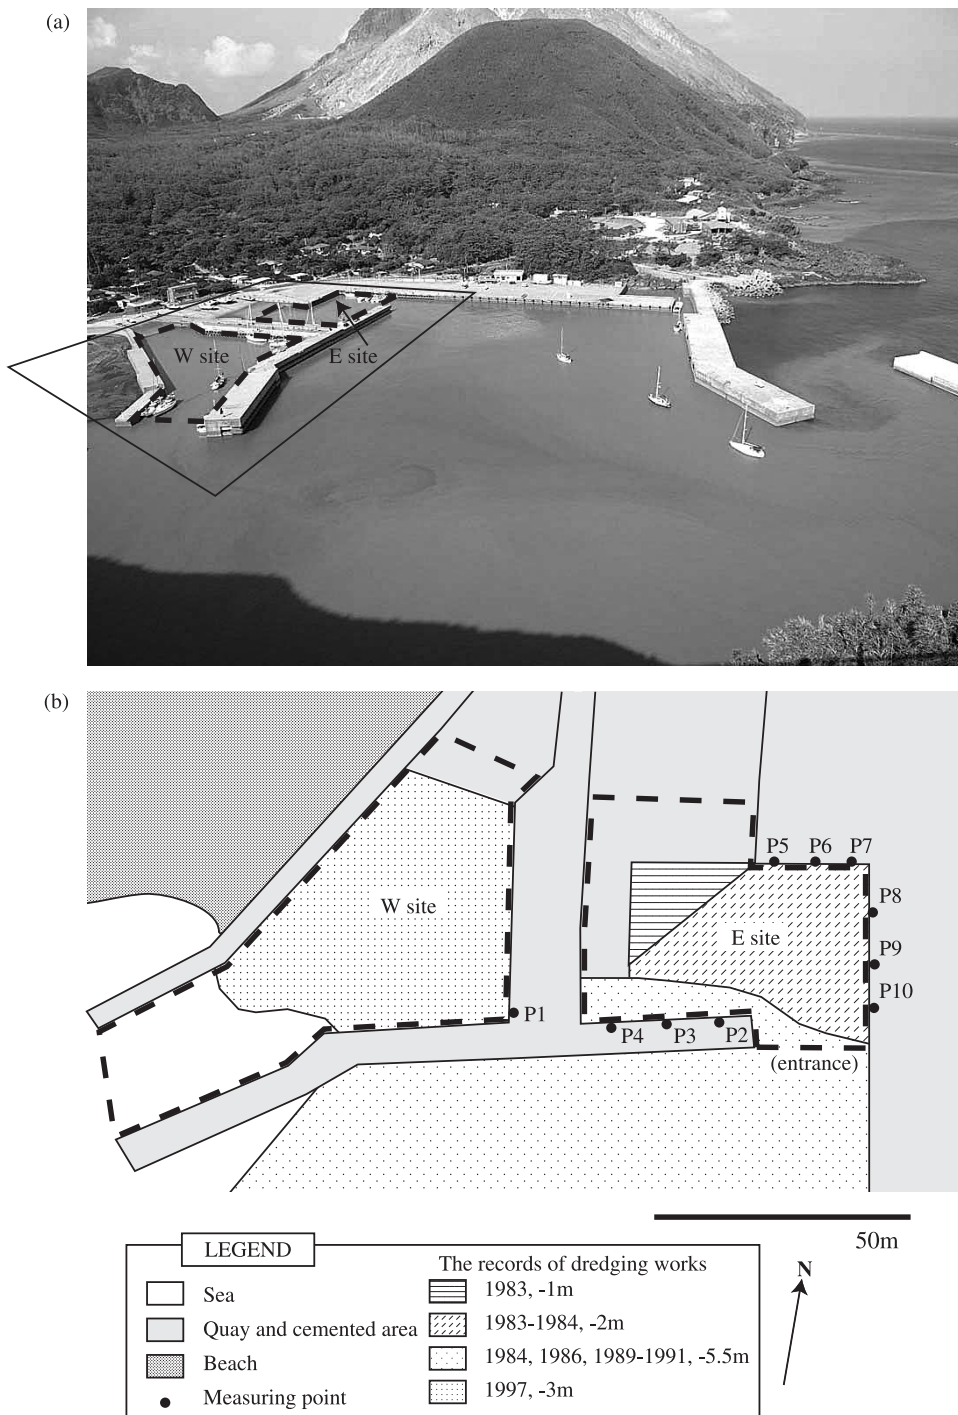 (a)
W site
E site
(b)
W site
E site
P1
P2
P3
P4
P5
P6
P7
P8
P9
P10
(entrance)
50m
N
LEGEND
Sea
Quay and cemented area
Beach
Measuring point
The records of dredging works
1983, -1m
1983-1984, -2m
1984, 1986, 1989-1991, -5.5m
1997, -3m